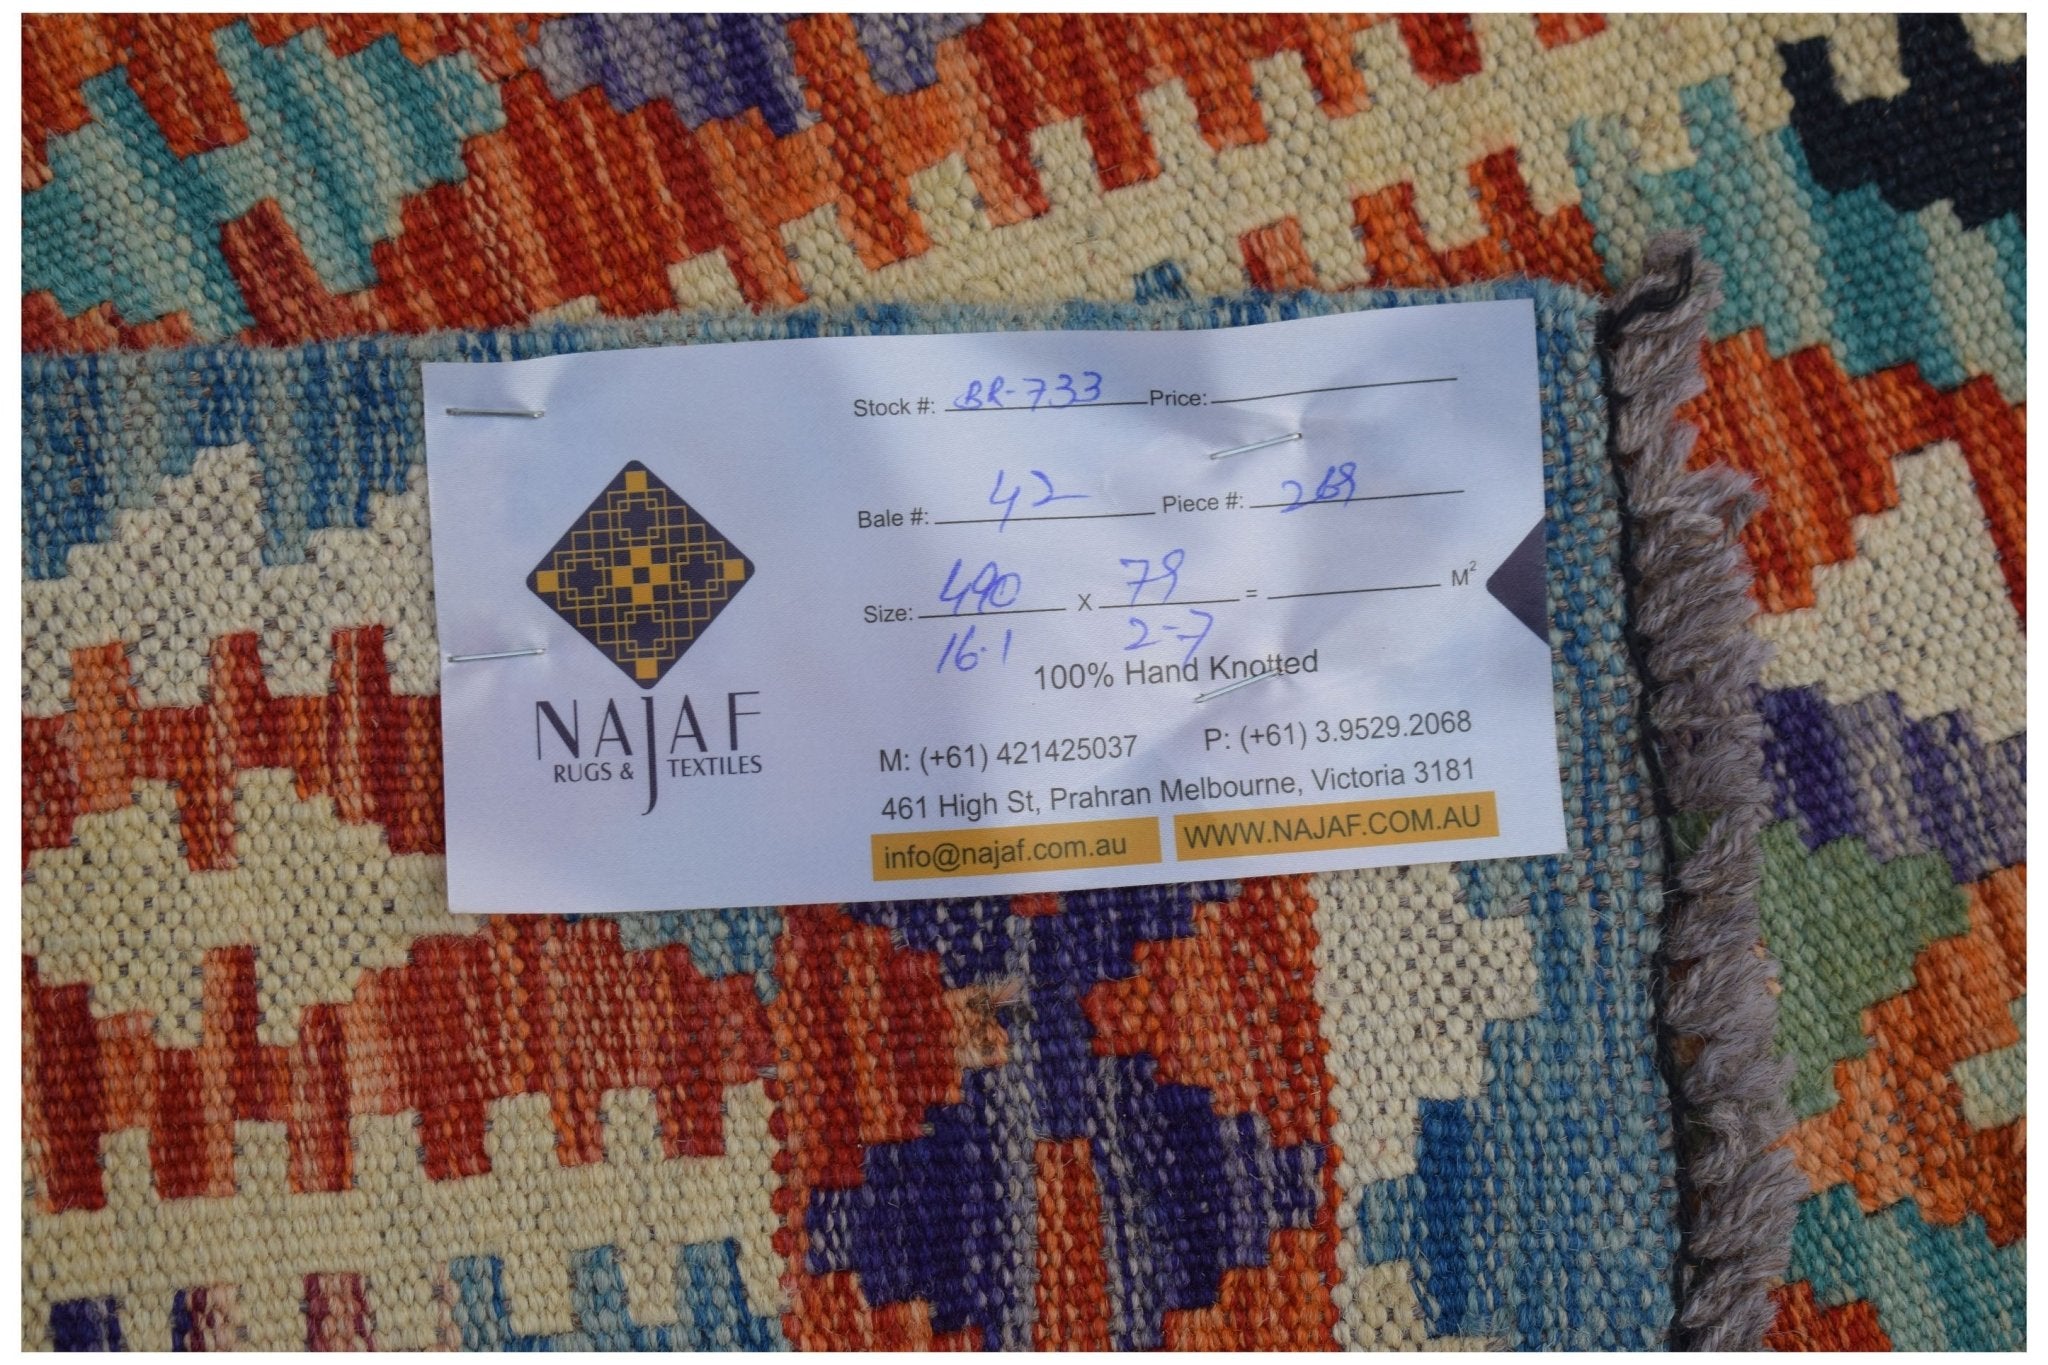 NAJAF
RUGS & TEXTILES
Stock #: BR-733 Price:
Bale #: 42 Piece #: 269
Size: 490 x 79 = M²
16.1 2-7
100% Hand Knotted
M: (+61) 421425037 P: (+61) 3.9529.2068
461 High St, Prahran Melbourne, Victoria 3181
info@najaf.com.au WWW.NAJAF.COM.AU